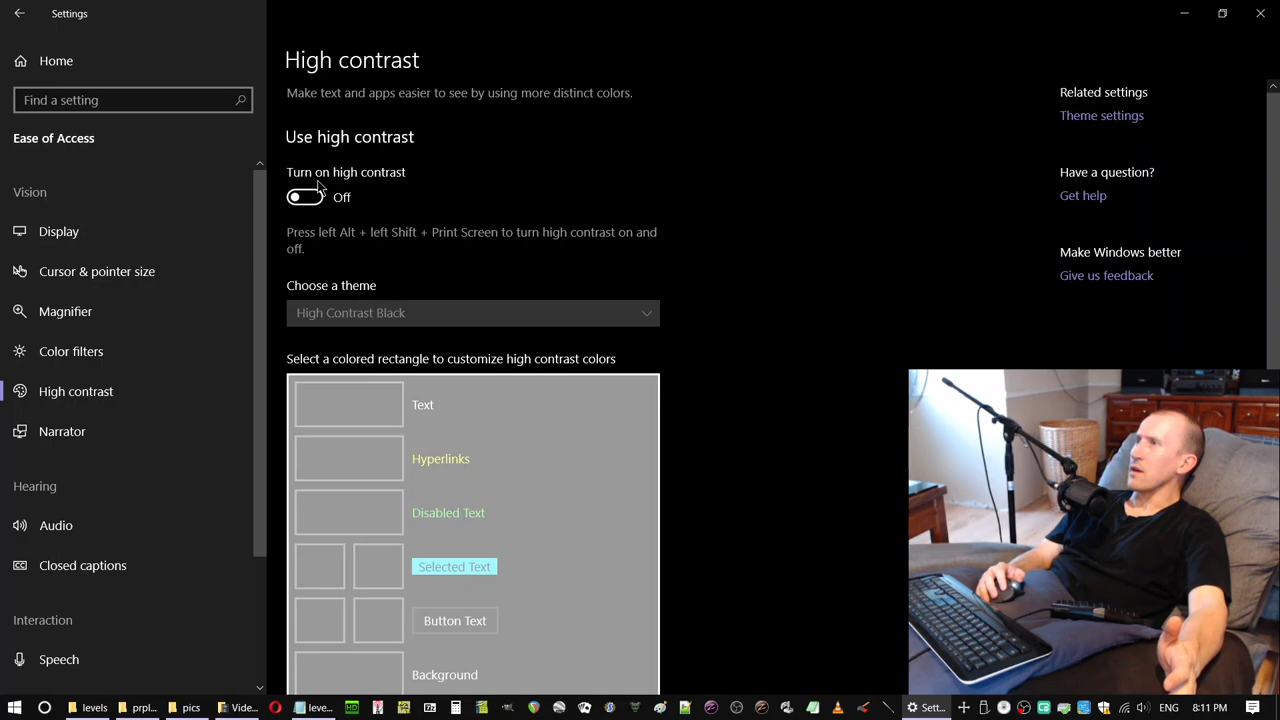 Settings
Home
Find a setting
Ease of Access
Vision
Display
Cursor & pointer size
Magnifier
Color filters
High contrast
Narrator
Hearing
Audio
Closed captions
Interaction
Speech
High contrast
Make text and apps easier to see by using more distinct colors.
Use high contrast
Turn on high contrast
Off
Press left Alt + left Shift + Print Screen to turn high contrast on and
off.
Choose a theme
High Contrast Black
Select a colored rectangle to customize high contrast colors
Text
Hyperlinks
Disabled Text
Selected Text
Button Text
Background
Related settings
Theme settings
Have a question?
Get help
Make Windows better
Give us feedback
levels
prpl...
pics
Vide...
leve...
HD
Sett...
ENG
8:11 PM